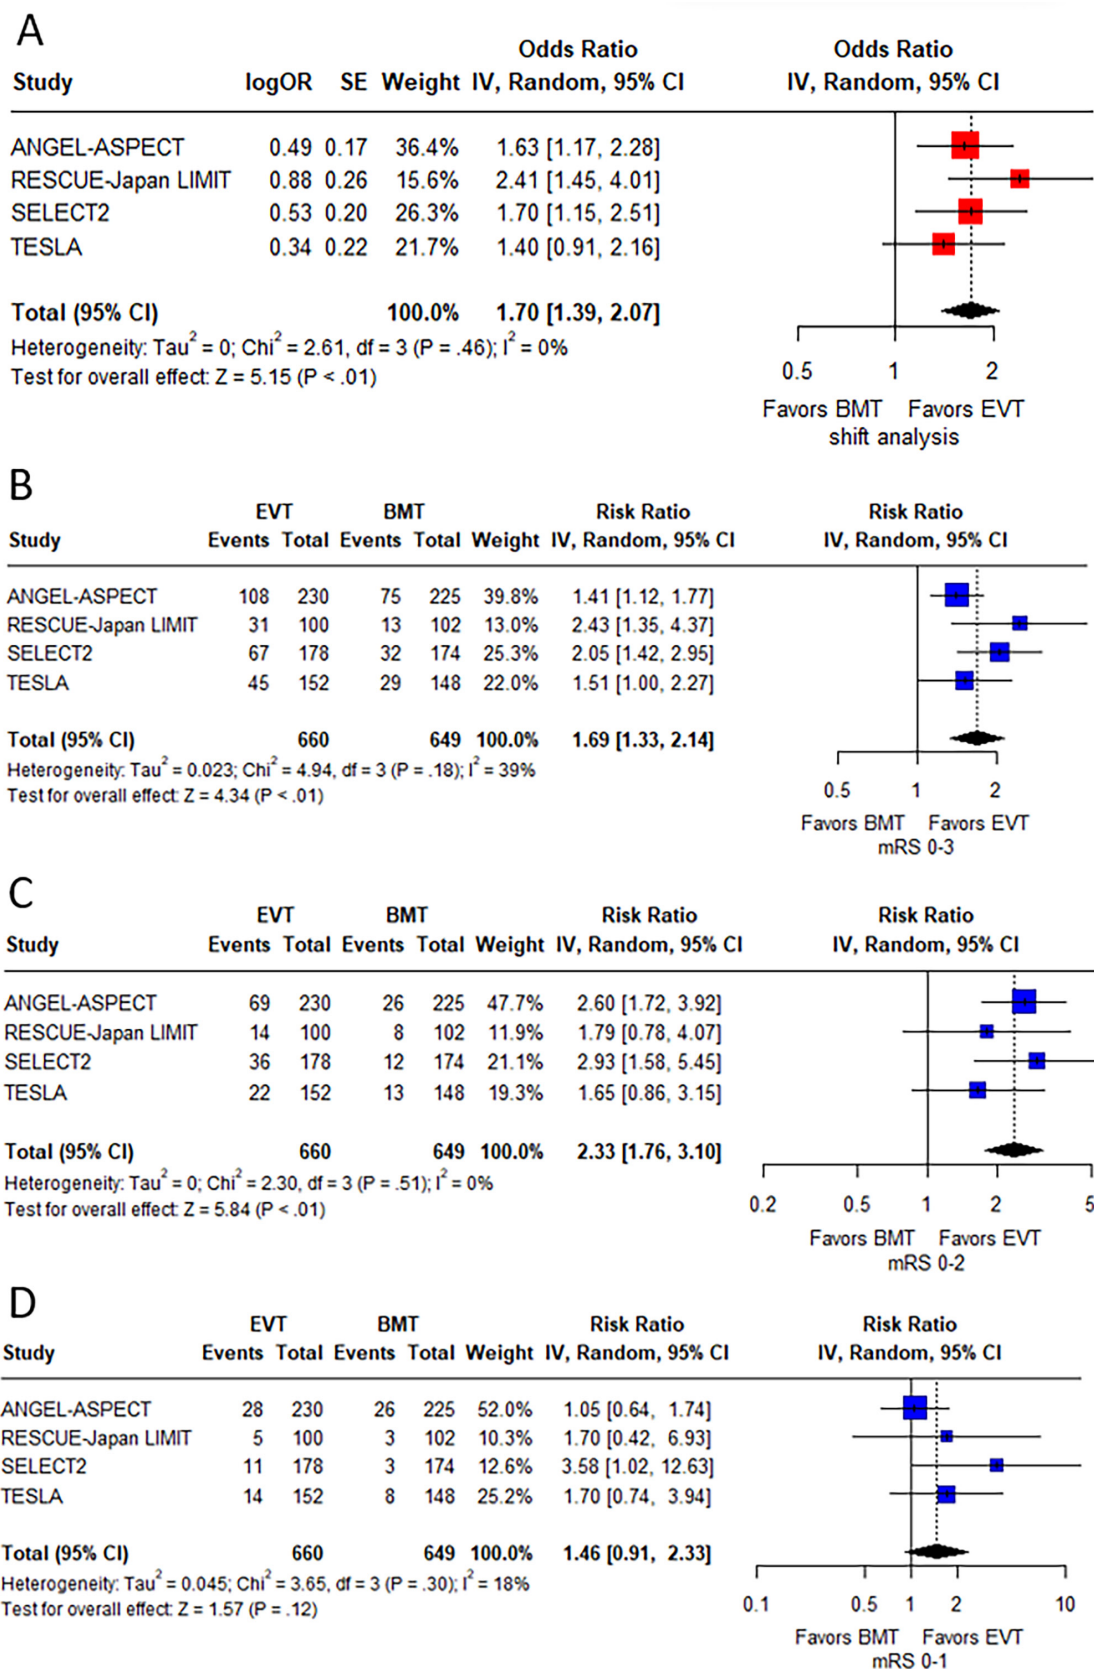 A
Odds Ratio Odds Ratio
Study logOR SE Weight IV, Random, 95% CI IV, Random, 95% CI
ANGEL-ASPECT 0.49 0.17 36.4% 1.63 [1.17, 2.28]
RESCUE-Japan LIMIT 0.88 0.26 15.6% 2.41 [1.45, 4.01]
SELECT2 0.53 0.20 26.3% 1.70 [1.15, 2.51]
TESLA 0.34 0.22 21.7% 1.40 [0.91, 2.16]
Total (95% CI) 100.0% 1.70 [1.39, 2.07]
Heterogeneity: Tau² = 0; Chi² = 2.61, df = 3 (P = .46); I² = 0%
Test for overall effect: Z = 5.15 (P < .01)
0.5 1 2
Favors BMT Favors EVT
shift analysis
B
EVT BMT Risk Ratio Risk Ratio
Study Events Total Events Total Weight IV, Random, 95% CI IV, Random, 95% CI
ANGEL-ASPECT 108 230 75 225 39.8% 1.41 [1.12, 1.77]
RESCUE-Japan LIMIT 31 100 13 102 13.0% 2.43 [1.35, 4.37]
SELECT2 67 178 32 174 25.3% 2.05 [1.42, 2.95]
TESLA 45 152 29 148 22.0% 1.51 [1.00, 2.27]
Total (95% CI) 660 649 100.0% 1.69 [1.33, 2.14]
Heterogeneity: Tau² = 0.023; Chi² = 4.94, df = 3 (P = .18); I² = 39%
Test for overall effect: Z = 4.34 (P < .01)
0.5 1 2
Favors BMT Favors EVT
mRS 0-3
C
EVT BMT Risk Ratio Risk Ratio
Study Events Total Events Total Weight IV, Random, 95% CI IV, Random, 95% CI
ANGEL-ASPECT 69 230 26 225 47.7% 2.60 [1.72, 3.92]
RESCUE-Japan LIMIT 14 100 8 102 11.9% 1.79 [0.78, 4.07]
SELECT2 36 178 12 174 21.1% 2.93 [1.58, 5.45]
TESLA 22 152 13 148 19.3% 1.65 [0.86, 3.15]
Total (95% CI) 660 649 100.0% 2.33 [1.76, 3.10]
Heterogeneity: Tau² = 0; Chi² = 2.30, df = 3 (P = .51); I² = 0%
Test for overall effect: Z = 5.84 (P < .01)
0.2 0.5 1 2 5
Favors BMT Favors EVT
mRS 0-2
D
EVT BMT Risk Ratio Risk Ratio
Study Events Total Events Total Weight IV, Random, 95% CI IV, Random, 95% CI
ANGEL-ASPECT 28 230 26 225 52.0% 1.05 [0.64, 1.74]
RESCUE-Japan LIMIT 5 100 3 102 10.3% 1.70 [0.42, 6.93]
SELECT2 11 178 3 174 12.6% 3.58 [1.02, 12.63]
TESLA 14 152 8 148 25.2% 1.70 [0.74, 3.94]
Total (95% CI) 660 649 100.0% 1.46 [0.91, 2.33]
Heterogeneity: Tau² = 0.045; Chi² = 3.65, df = 3 (P = .30); I² = 18%
Test for overall effect: Z = 1.57 (P = .12)
0.1 0.5 1 2 10
Favors BMT Favors EVT
mRS 0-1